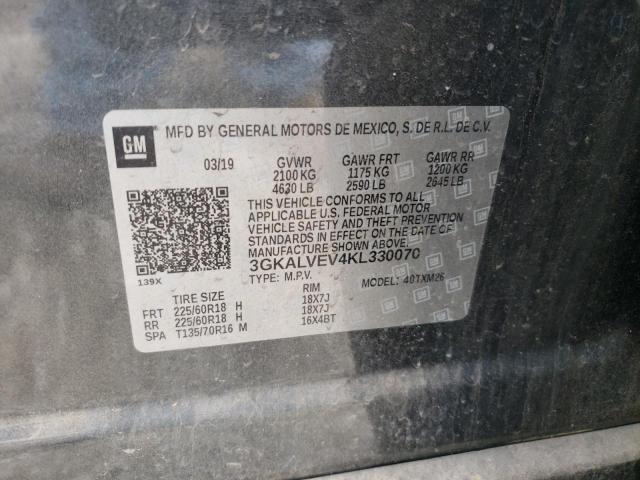 GM
MFD BY GENERAL MOTORS DE MEXICO, S. DE R.L. DE C.V.
03/19 GVWR GAWR FRT GAWR RR
2100 KG 1175 KG 1200 KG
4630 LB 2590 LB 2645 LB
THIS VEHICLE CONFORMS TO ALL
APPLICABLE U.S. FEDERAL MOTOR
VEHICLE SAFETY AND THEFT PREVENTION
STANDARDS IN EFFECT ON THE DATE OF
MANUFACTURE SHOWN ABOVE.
3GKALVEV4KL330070
139X TYPE: M.P.V. MODEL: 40TXM26
TIRE SIZE RIM
FRT 225/60R18 H 18X7J
RR 225/60R18 H 18X7J
SPA T135/70R16 M 16X4BT